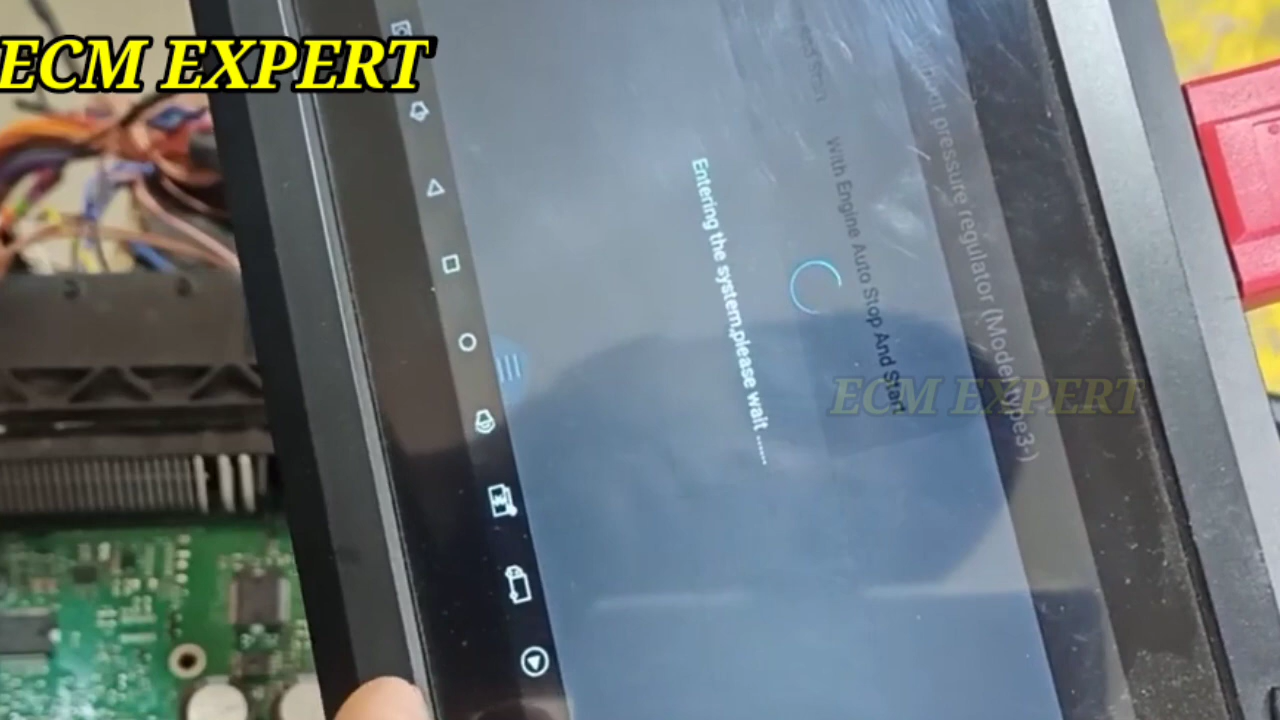 ECM EXPERT
pressure regulator (Model type3-)
With Engine Auto Stop And Start
Entering the system,please wait ......
ECM EXPERT